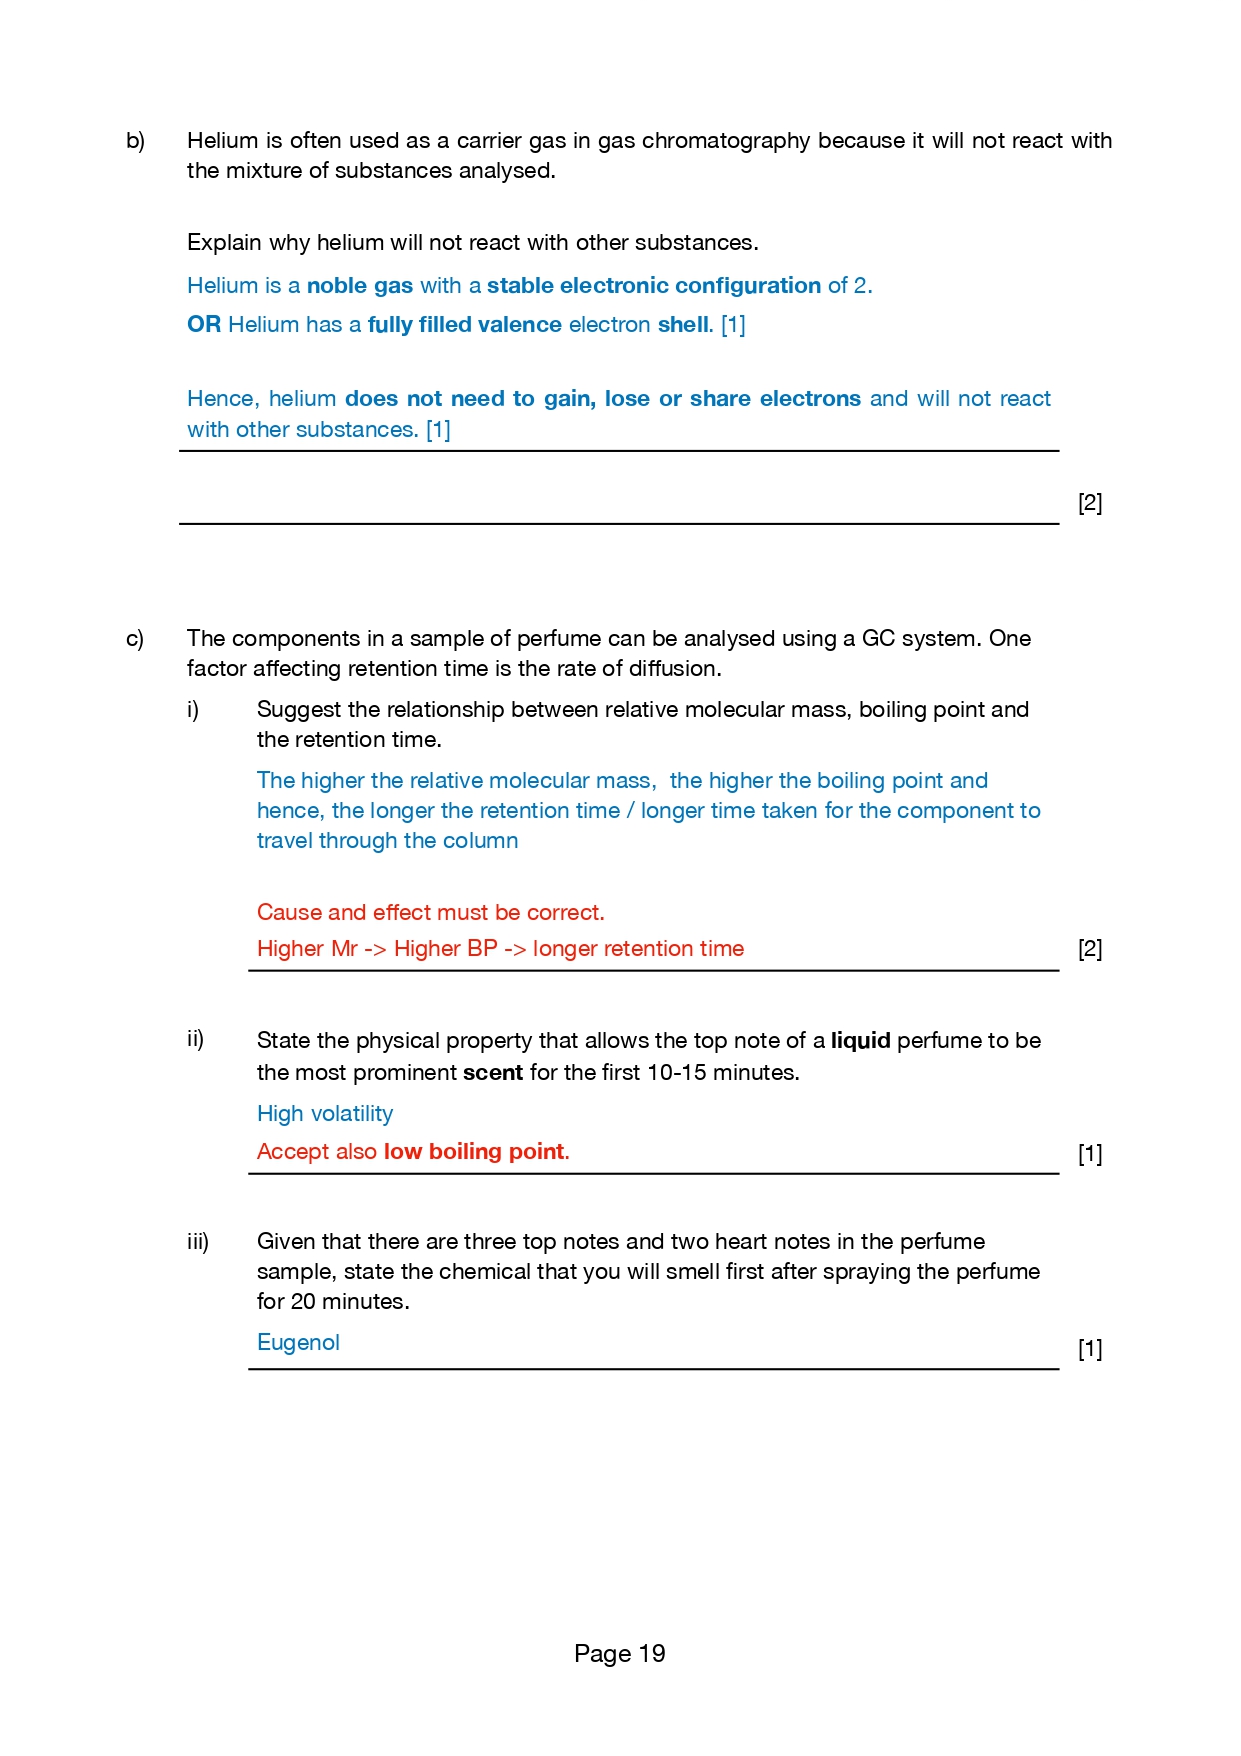 b) Helium is often used as a carrier gas in gas chromatography because it will not react with
the mixture of substances analysed.
Explain why helium will not react with other substances.
Helium is a noble gas with a stable electronic configuration of 2.
OR Helium has a fully filled valence electron shell. [1]
Hence, helium does not need to gain, lose or share electrons and will not react
with other substances. [1]
[2]
c) The components in a sample of perfume can be analysed using a GC system. One
factor affecting retention time is the rate of diffusion.
i) Suggest the relationship between relative molecular mass, boiling point and
the retention time.
The higher the relative molecular mass, the higher the boiling point and
hence, the longer the retention time / longer time taken for the component to
travel through the column
Cause and effect must be correct.
Higher Mr -> Higher BP -> longer retention time [2]
ii) State the physical property that allows the top note of a liquid perfume to be
the most prominent scent for the first 10-15 minutes.
High volatility
Accept also low boiling point. [1]
iii) Given that there are three top notes and two heart notes in the perfume
sample, state the chemical that you will smell first after spraying the perfume
for 20 minutes.
Eugenol [1]
Page 19